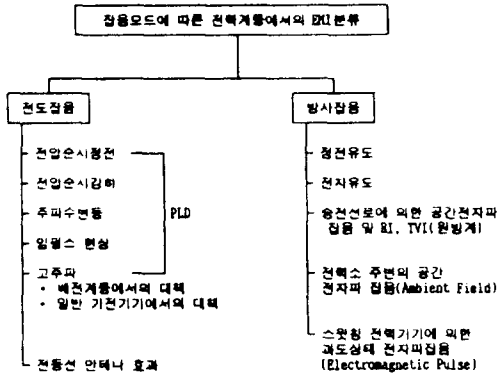 잡음모드에 따른 전력계통에서의 EMI분류
전도잡음
전압순시정전
전압순시강하
주파수변동
임펄스 현상
고주파
• 배전계통에서의 대책
• 일반 기전기기에서의 대책
전등선 안테나 효과
PLD
방사잡음
정전유도
전자유도
송전선로에 의한 공간전자파
잡음 및 RI, TVI(원방계)
전력소 주변의 공간
전자파 잡음(Ambient Field)
스윗칭 전력기기에 의한
과도상태 전자파잡음
(Electromagnetic Pulse)